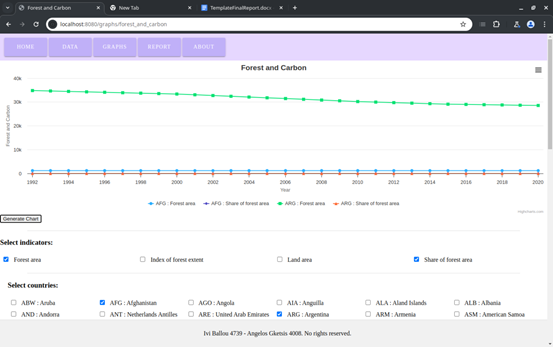 Forest and Carbon
New Tab
TemplateFinalReport.docx
localhost:8080/graphs/forest_and_carbon
HOME DATA GRAPHS REPORT ABOUT
Forest and Carbon
Forest and Carbon
40k
30k
20k
10k
0
1992 1994 1996 1998 2000 2002 2004 2006 2008 2010 2012 2014 2016 2018 2020
Year
AFG : Forest area AFG : Share of forest area ARG : Forest area ARG : Share of forest area
Highcharts.com
Generate Chart
Select indicators:
Forest area Index of forest extent Land area Share of forest area
Select countries:
ABW : Aruba AFG : Afghanistan AGO : Angola AIA : Anguilla ALA : Aland Islands ALB : Albania
AND : Andorra ANT : Netherlands Antilles ARE : United Arab Emirates ARG : Argentina ARM : Armenia ASM : American Samoa
Ivi Ballou 4739 - Angelos Gketsis 4008. No rights reserved.